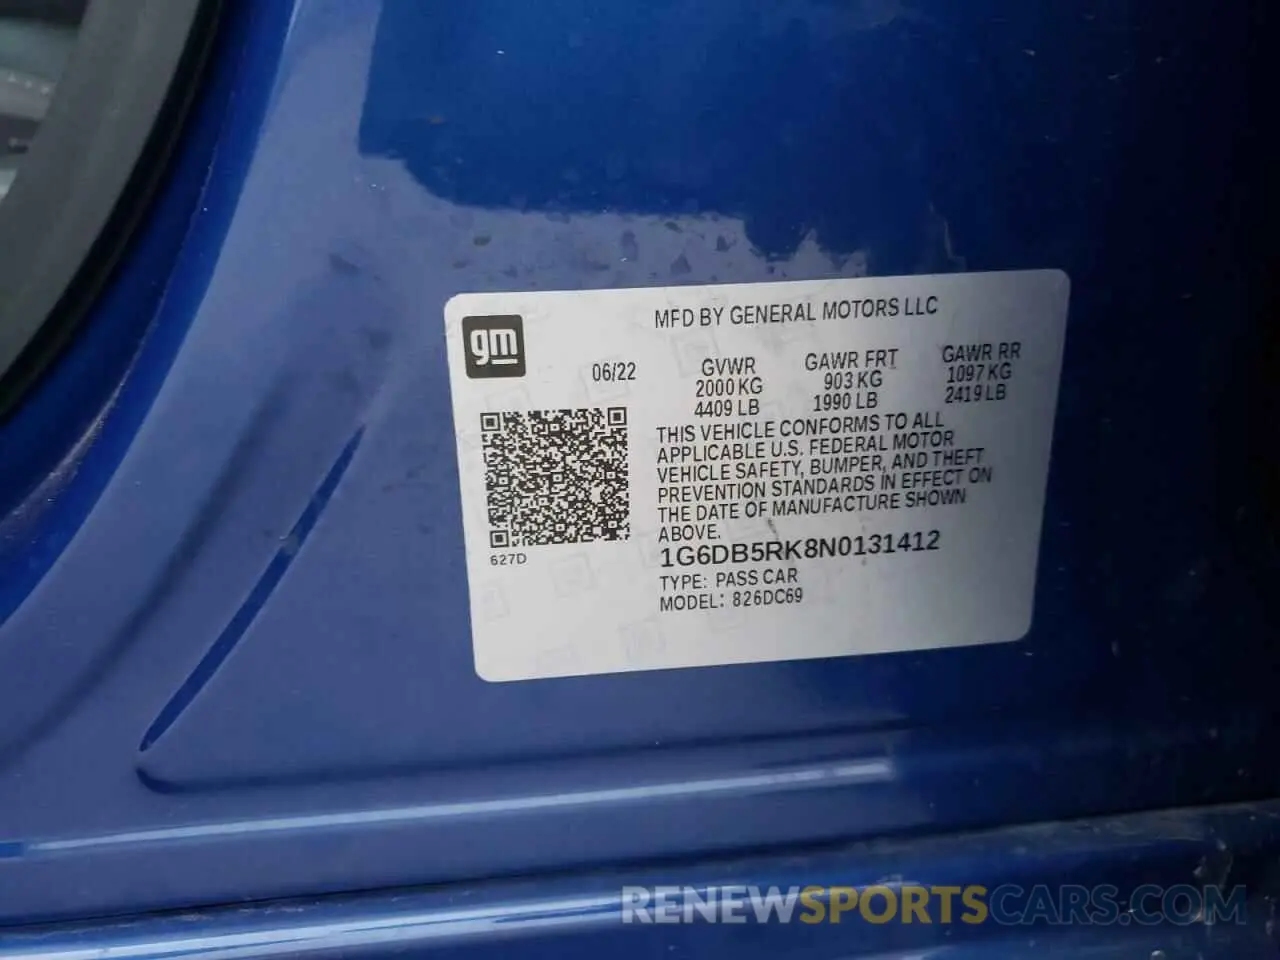 MFD BY GENERAL MOTORS LLC
gm
06/22
GVWR
2000 KG
4409 LB
GAWR FRT
903 KG
1990 LB
GAWR RR
1097 KG
2419 LB
THIS VEHICLE CONFORMS TO ALL
APPLICABLE U.S. FEDERAL MOTOR
VEHICLE SAFETY, BUMPER, AND THEFT
PREVENTION STANDARDS IN EFFECT ON
THE DATE OF MANUFACTURE SHOWN
ABOVE.
627D
1G6DB5RK8N0131412
TYPE: PASS CAR
MODEL: 826DC69
RENEWSPORTSCARS.COM